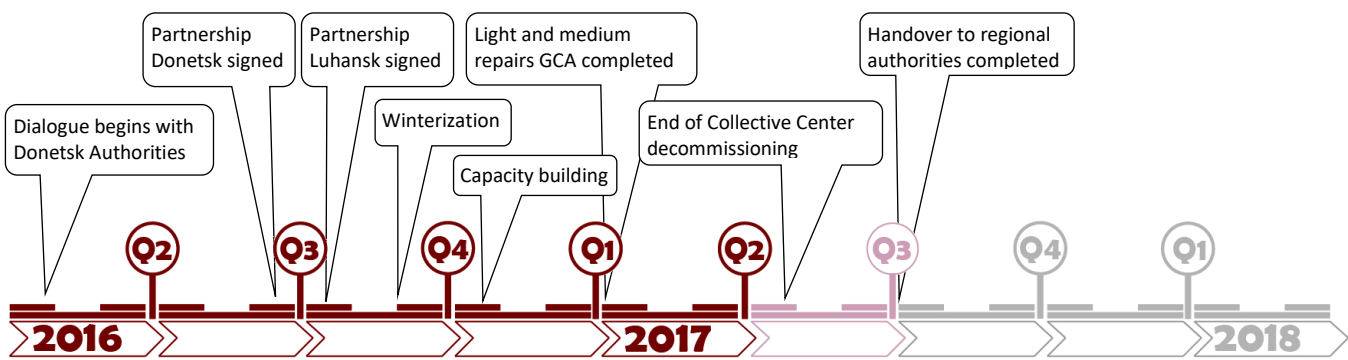 Partnership
Donetsk signed
Partnership
Luhansk signed
Light and medium
repairs GCA completed
Handover to regional
authorities completed
Dialogue begins with
Donetsk Authorities
Winterization
End of Collective Center
decommissioning
Capacity building
Q2
Q3
Q4
Q1
Q2
Q3
Q4
Q1
2016
2017
2018